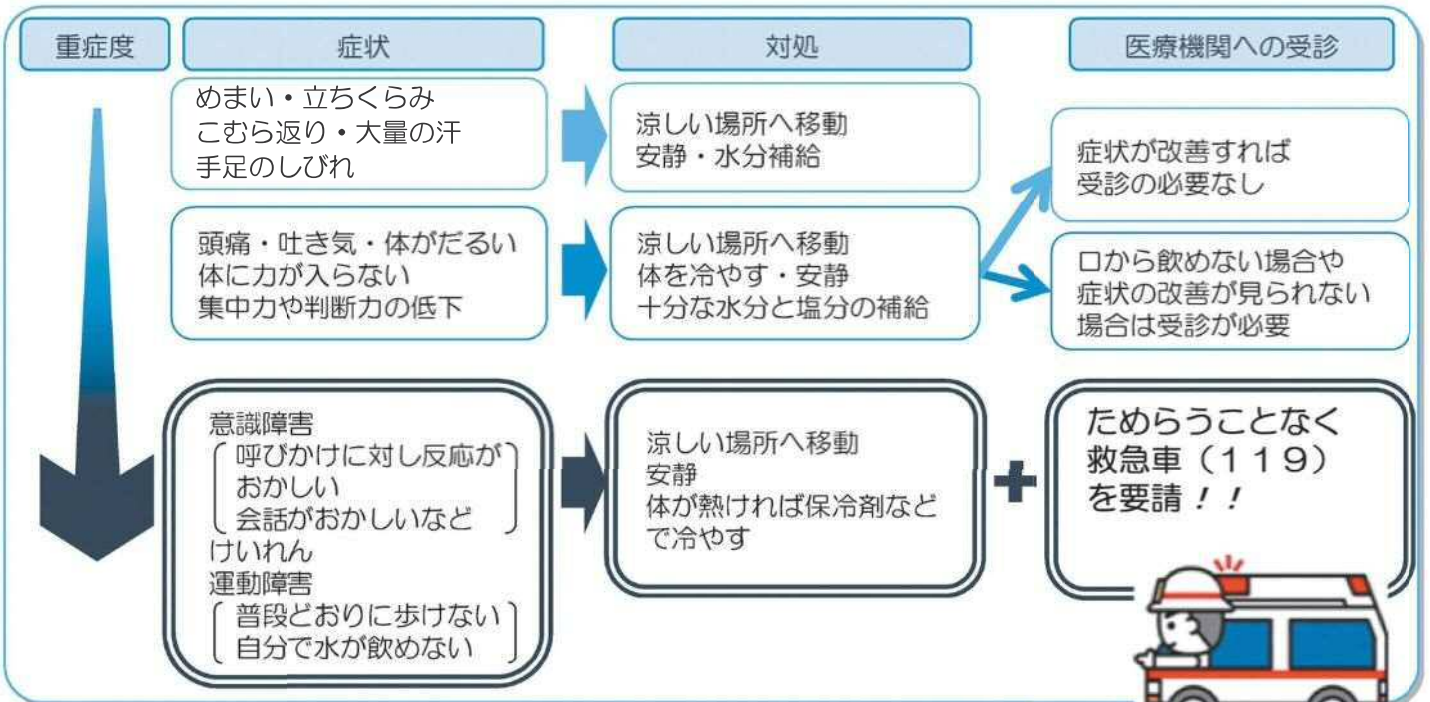 重症度
症状
対処
医療機関への受診
めまい・立ちくらみ
こむら返り・大量の汗
手足のしびれ
涼しい場所へ移動
安静・水分補給
症状が改善すれば
受診の必要なし
頭痛・吐き気・体がだるい
体に力が入らない
集中力や判断力の低下
涼しい場所へ移動
体を冷やす・安静
十分な水分と塩分の補給
口から飲めない場合や
症状の改善が見られない
場合は受診が必要
意識障害
呼びかけに対し反応が
おかしい
会話がおかしいなど
けいれん
運動障害
普段どおりに歩けない
自分で水が飲めない
涼しい場所へ移動
安静
体が熱ければ保冷剤など
で冷やす
ためらうことなく
救急車（119）
を要請！！